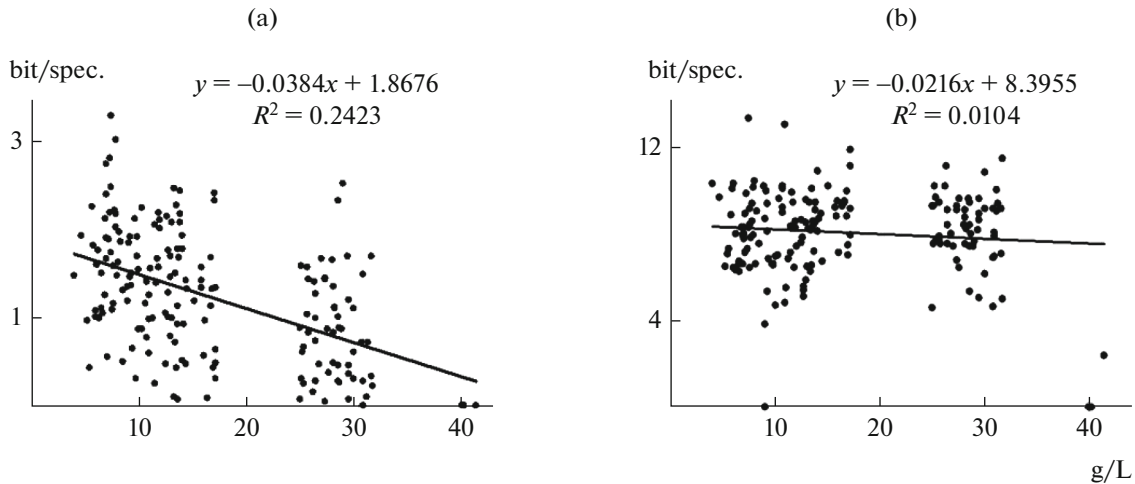 (a)
bit/spec.
y = –0.0384x + 1.8676
R² = 0.2423
3
1
10 20 30 40
(b)
bit/spec.
y = –0.0216x + 8.3955
R² = 0.0104
12
4
10 20 30 40
g/L